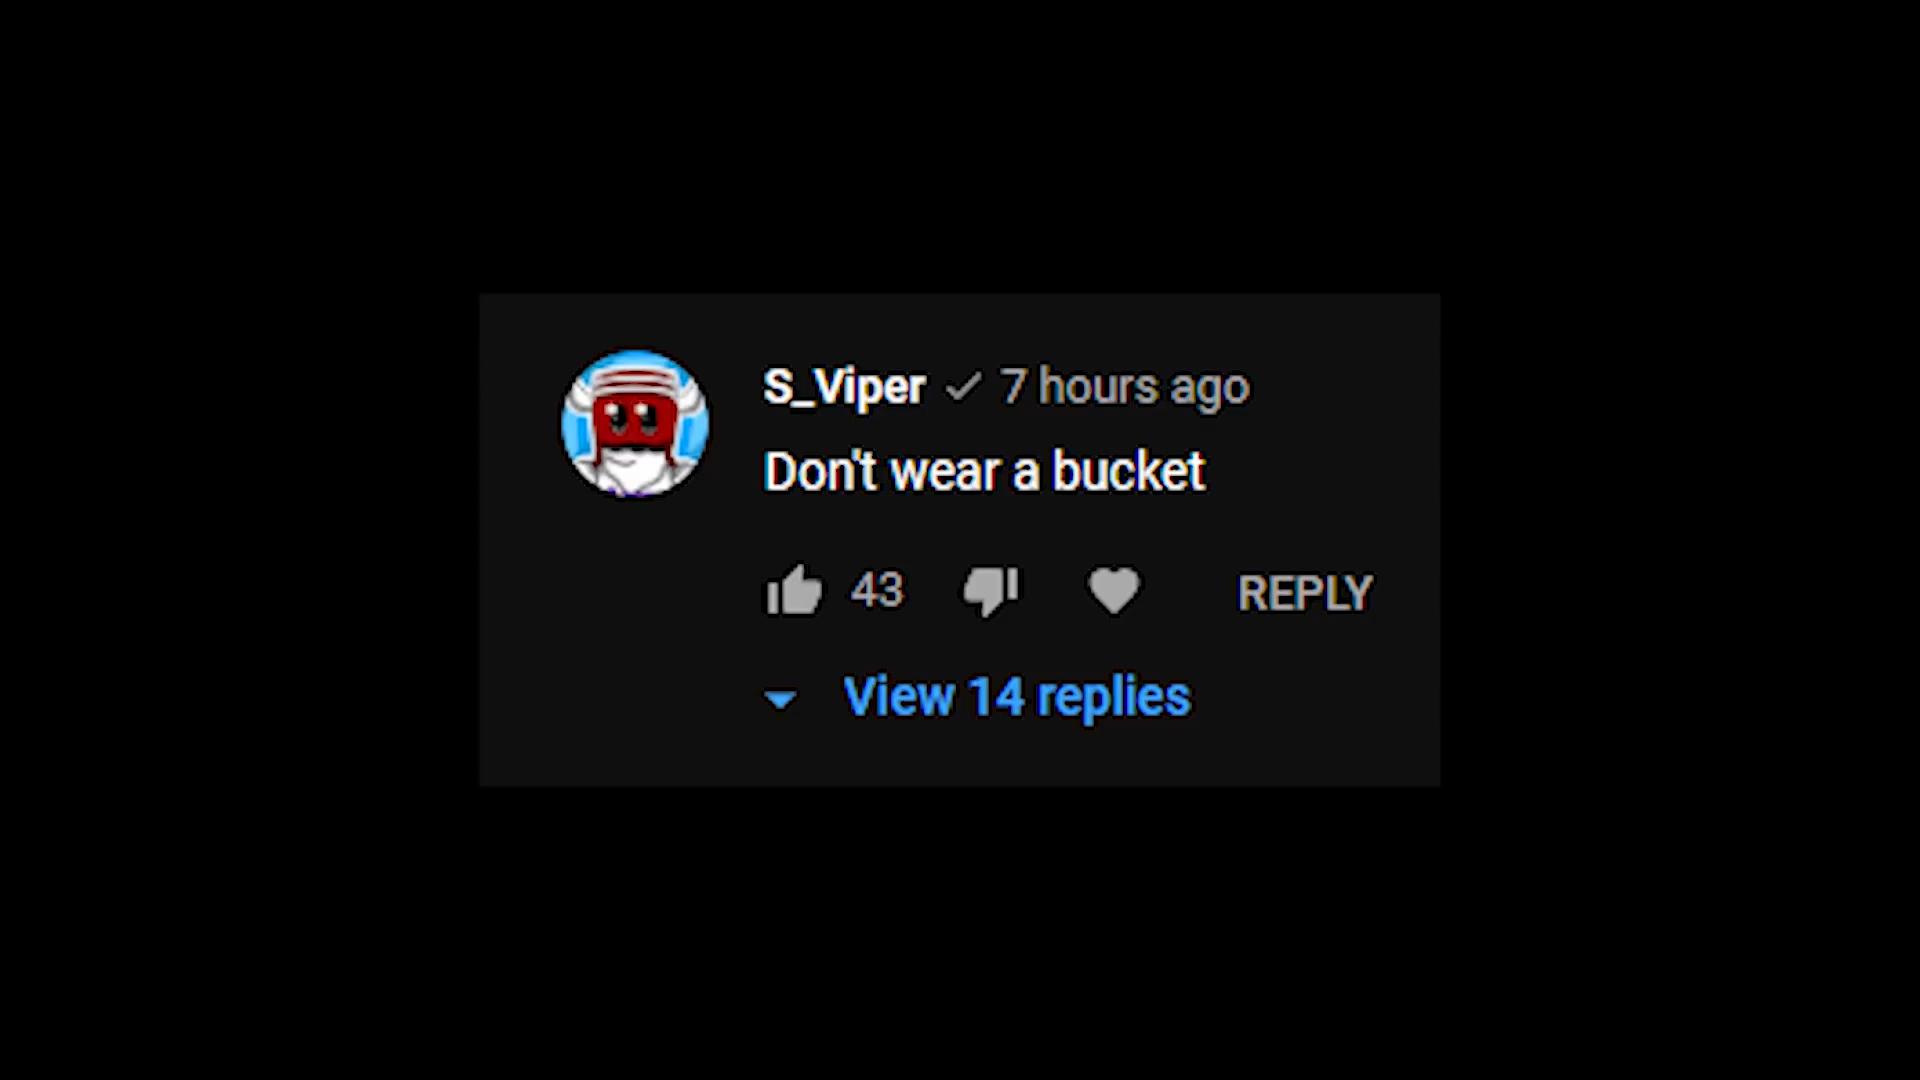 S_Viper 7 hours ago
Don't wear a bucket
43 REPLY
View 14 replies